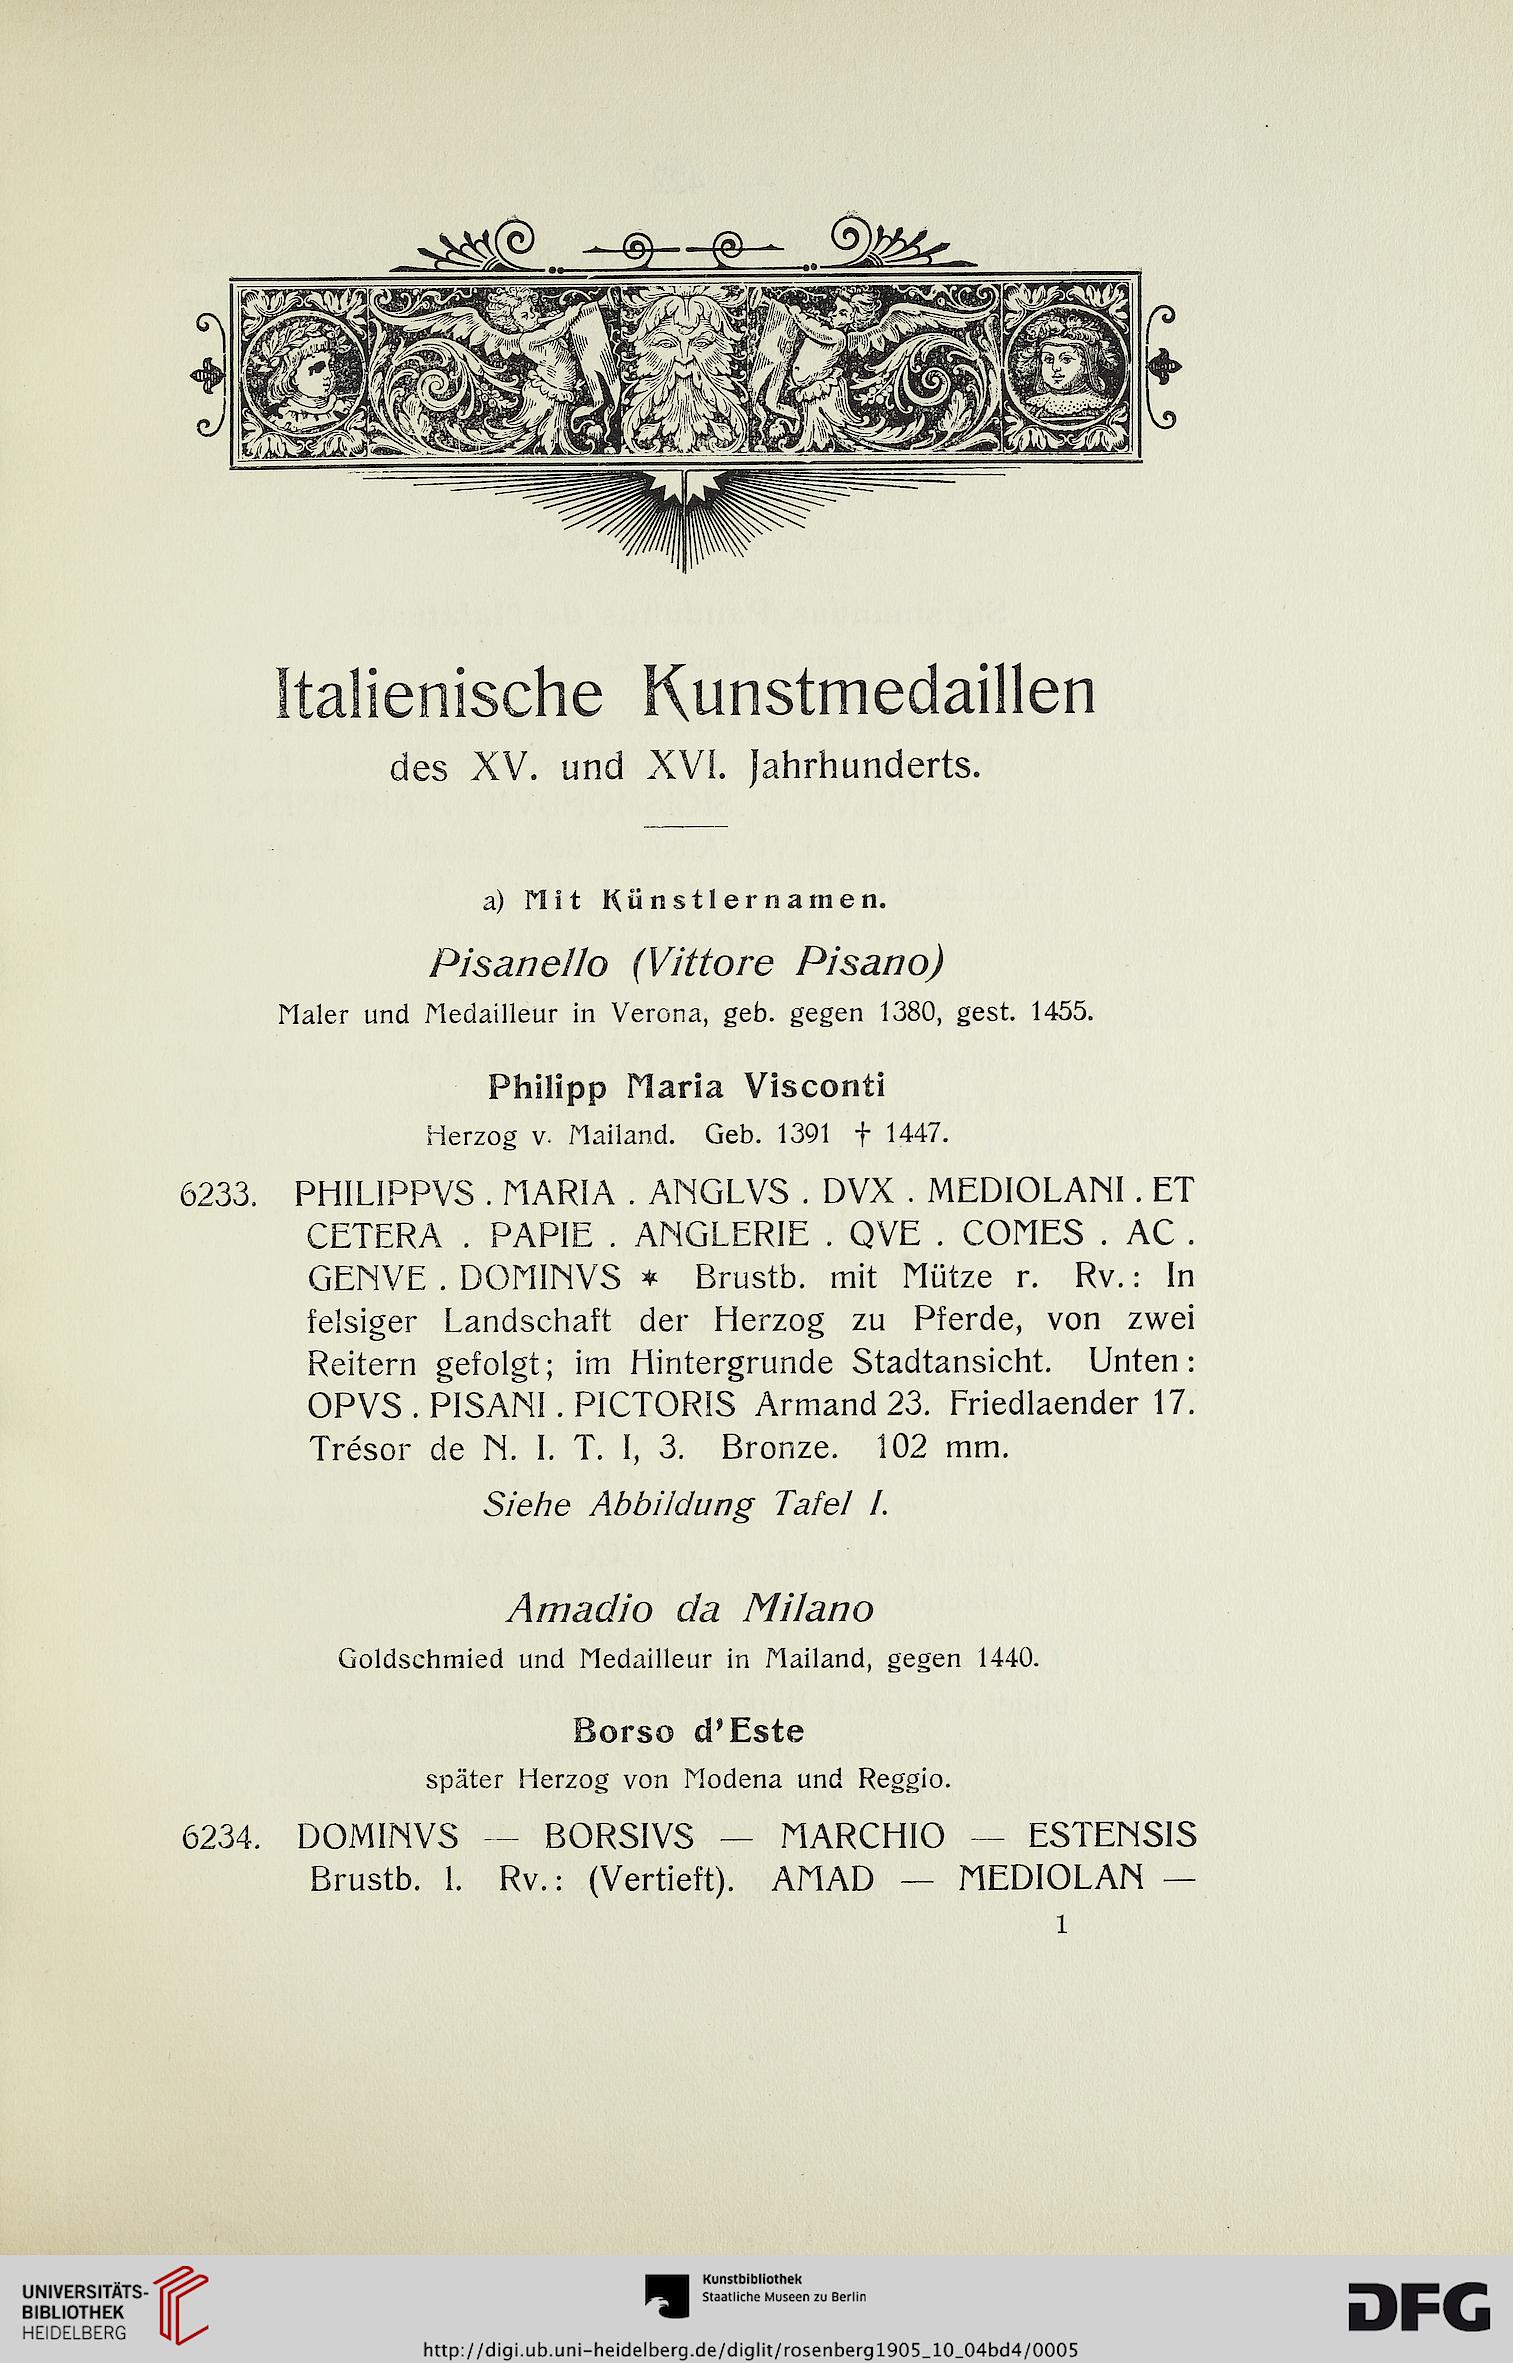 Italienische Kunstmedaillen
des XV. und XVI. Jahrhunderts.
a) Mit Künstlernamen.
Pisanello (Vittore Pisano)
Maler und Medailleur in Verona, geb. gegen 1380, gest. 1455.
Philipp Maria Visconti
Herzog v. Mailand. Geb. 1391 † 1447.
6233. PHILIPPVS . MARIA . ANGLVS . DVX . MEDIOLANI . ET
CETERA . PAPIE . ANGLERIE . QVE . COMES . AC .
GENVE . DOMINVS * Brustb. mit Mütze r. Rv.: In
felsiger Landschaft der Herzog zu Pferde, von zwei
Reitern gefolgt; im Hintergrunde Stadtansicht. Unten:
OPVS . PISANI . PICTORIS Armand 23. Friedlaender 17.
Trésor de N. I. T. I, 3. Bronze. 102 mm.
Siehe Abbildung Tafel I.
Amadio da Milano
Goldschmied und Medailleur in Mailand, gegen 1440.
Borso d'Este
später Herzog von Modena und Reggio.
6234. DOMINVS — BORSIVS — MARCHIO — ESTENSIS
Brustb. l. Rv.: (Vertieft). AMAD — MEDIOLAN —
1
UNIVERSITÄTS-
BIBLIOTHEK
HEIDELBERG
Kunstbibliothek
Staatliche Museen zu Berlin
DFG
http://digi.ub.uni-heidelberg.de/diglit/rosenberg1905_10_04bd4/0005